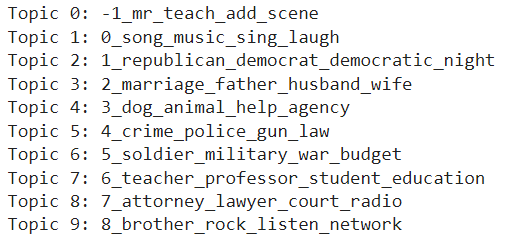 Topic 0: -1_mr_teach_add_scene
Topic 1: 0_song_music_sing_laugh
Topic 2: 1_republican_democrat_democratic_night
Topic 3: 2_marriage_father_husband_wife
Topic 4: 3_dog_animal_help_agency
Topic 5: 4_crime_police_gun_law
Topic 6: 5_soldier_military_war_budget
Topic 7: 6_teacher_professor_student_education
Topic 8: 7_attorney_lawyer_court_radio
Topic 9: 8_brother_rock_listen_network